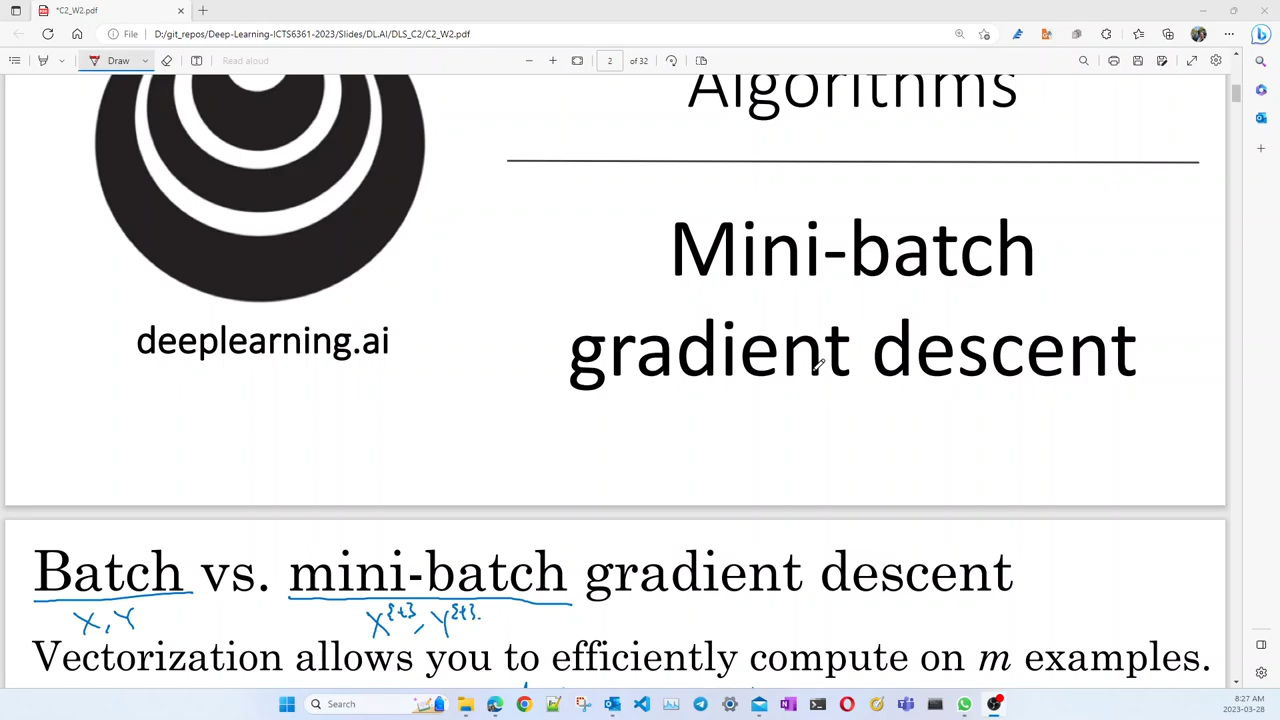 *C2_W2.pdf
File
D:/git_repos/Deep-Learning-ICTS6361-2023/Slides/DL.AI/DLS_C2/C2_W2.pdf
Draw
Read aloud
2
of 32
Algorithms
Mini-batch
gradient descent
deeplearning.ai
Batch vs. mini-batch gradient descent
X, Y
X^{t}, Y^{t}.
Vectorization allows you to efficiently compute on m examples.
Search
8:27 AM
2023-03-28